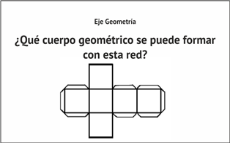 Eje Geometría
¿Qué cuerpo geométrico se puede formar
con esta red?